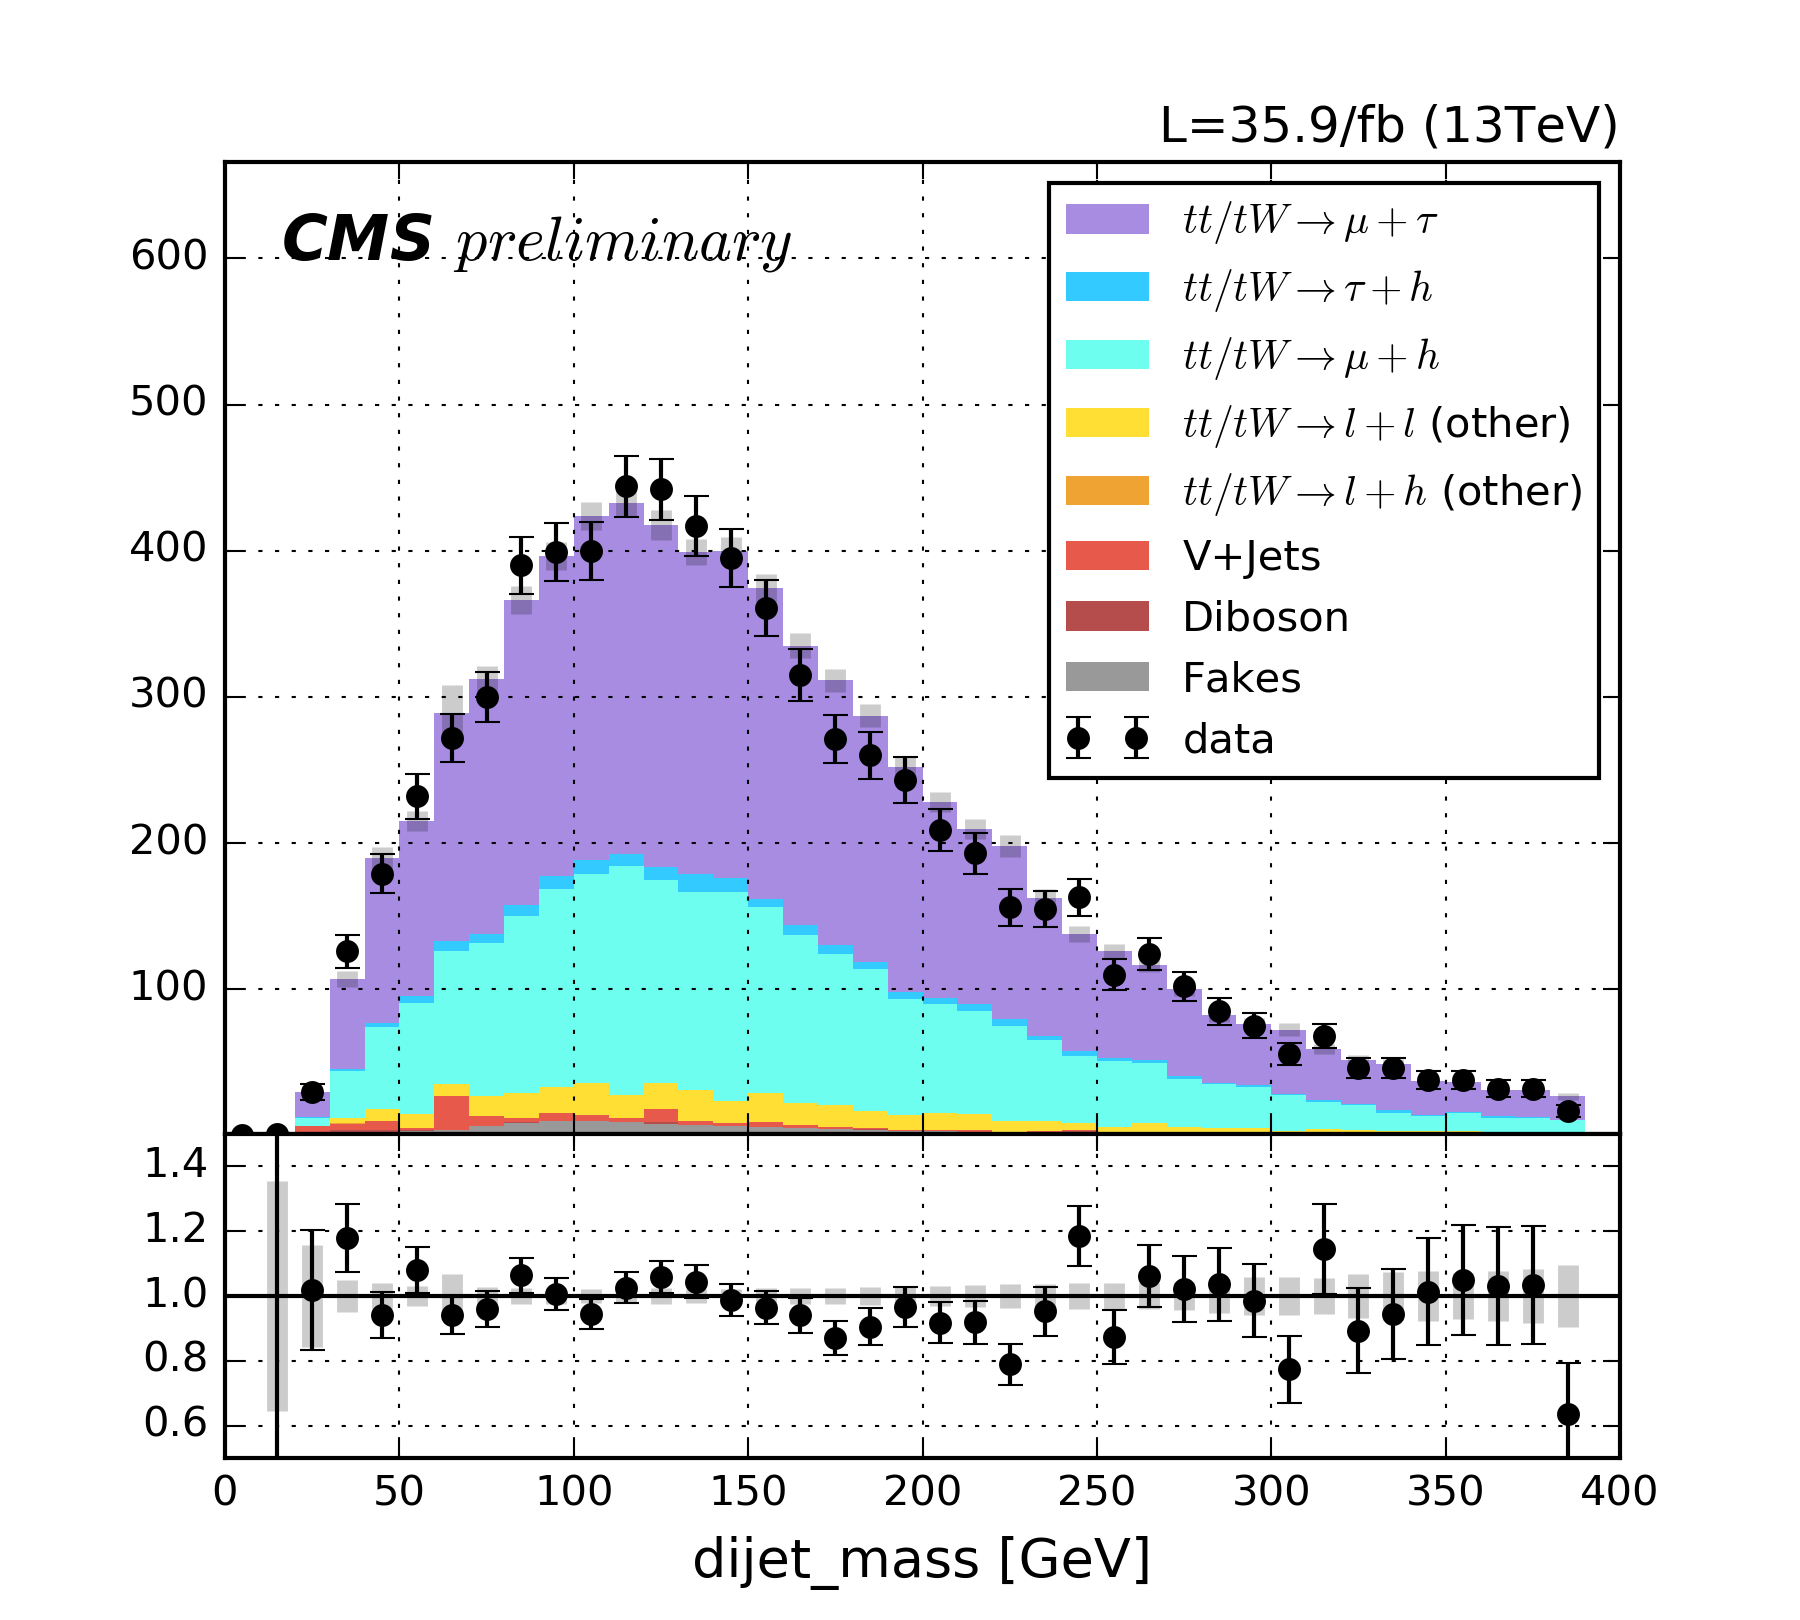 L=35.9/fb (13TeV)
CMS preliminary
tt/tW→μ+τ
tt/tW→τ+h
tt/tW→μ+h
tt/tW→l+l (other)
tt/tW→l+h (other)
V+Jets
Diboson
Fakes
data
600
500
400
300
200
100
1.4
1.2
1.0
0.8
0.6
0 50 100 150 200 250 300 350 400
dijet_mass [GeV]